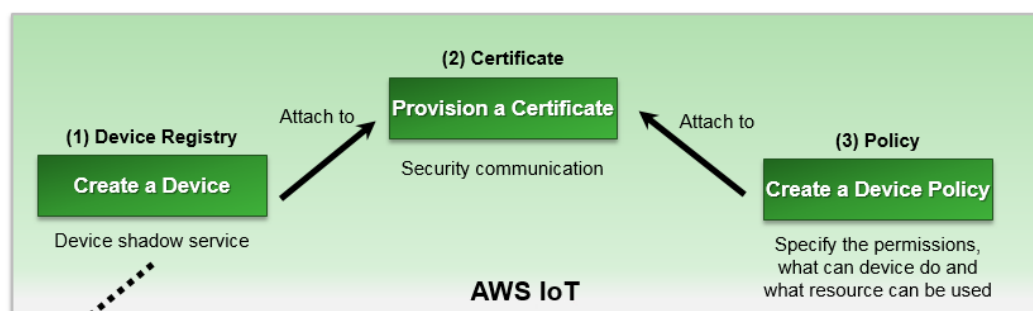 (2) Certificate
Provision a Certificate
Attach to
Attach to
(1) Device Registry
(3) Policy
Security communication
Create a Device
Create a Device Policy
Device shadow service
Specify the permissions,
what can device do and
what resource can be used
AWS IoT